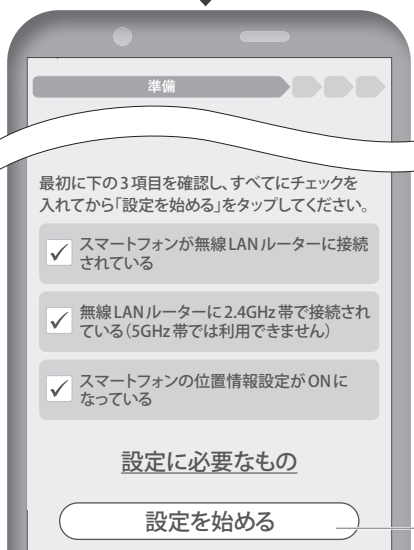 準備
最初に下の3項目を確認し、すべてにチェックを
入れてから「設定を始める」をタップしてください。
スマートフォンが無線LANルーターに接続
されている
無線LANルーターに2.4GHz帯で接続され
ている（5GHz帯では利用できません）
スマートフォンの位置情報設定がONに
なっている
設定に必要なもの
設定を始める